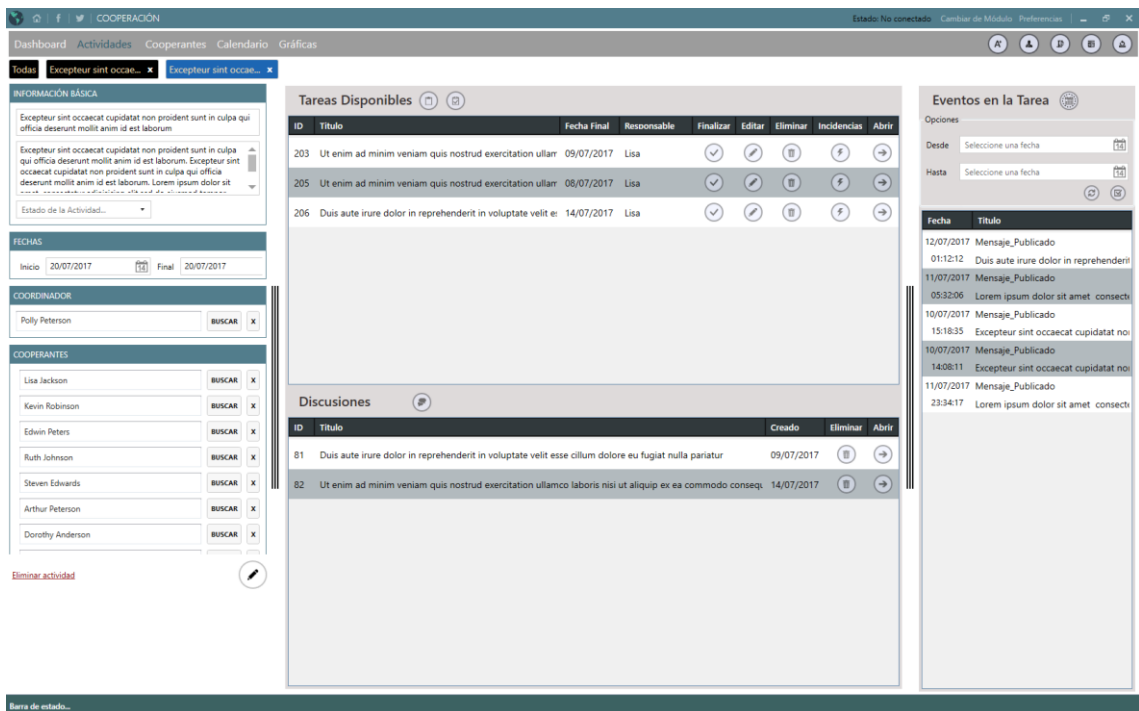 COOPERACIÓN
Estado: No conectado Cambiar de Módulo Preferencias
Dashboard Actividades Cooperantes Calendario Gráficas
Todas Excepteur sint occae... x Excepteur sint occae... x
INFORMACIÓN BÁSICA
Excepteur sint occaecat cupidatat non proident sunt in culpa qui
officia deserunt mollit anim id est laborum
Excepteur sint occaecat cupidatat non proident sunt in culpa
qui officia deserunt mollit anim id est laborum. Excepteur sint
occaecat cupidatat non proident sunt in culpa qui officia
deserunt mollit anim id est laborum. Lorem ipsum dolor sit
Estado de la Actividad...
FECHAS
Inicio 20/07/2017 14 Final 20/07/2017
COORDINADOR
Polly Peterson BUSCAR X
COOPERANTES
Lisa Jackson BUSCAR X
Kevin Robinson BUSCAR X
Edwin Peters BUSCAR X
Ruth Johnson BUSCAR X
Steven Edwards BUSCAR X
Arthur Peterson BUSCAR X
Dorothy Anderson BUSCAR X
Eliminar actividad
Tareas Disponibles
ID Titulo Fecha Final Responsable Finalizar Editar Eliminar Incidencias Abrir
203 Ut enim ad minim veniam quis nostrud exercitation ullam 09/07/2017 Lisa
205 Ut enim ad minim veniam quis nostrud exercitation ullam 08/07/2017 Lisa
206 Duis aute irure dolor in reprehenderit in voluptate velit es 14/07/2017 Lisa
Discusiones
ID Titulo Creado Eliminar Abrir
81 Duis aute irure dolor in reprehenderit in voluptate velit esse cillum dolore eu fugiat nulla pariatur 09/07/2017
82 Ut enim ad minim veniam quis nostrud exercitation ullamco laboris nisi ut aliquip ex ea commodo consequ 14/07/2017
Eventos en la Tarea
Opciones
Desde Seleccione una fecha 14
Hasta Seleccione una fecha 14
Fecha Titulo
12/07/2017 Mensaje_Publicado
01:12:12 Duis aute irure dolor in reprehenderit
11/07/2017 Mensaje_Publicado
05:32:06 Lorem ipsum dolor sit amet consecte
10/07/2017 Mensaje_Publicado
15:18:35 Excepteur sint occaecat cupidatat non
10/07/2017 Mensaje_Publicado
14:08:11 Excepteur sint occaecat cupidatat non
11/07/2017 Mensaje_Publicado
23:34:17 Lorem ipsum dolor sit amet consecte
Barra de estado...